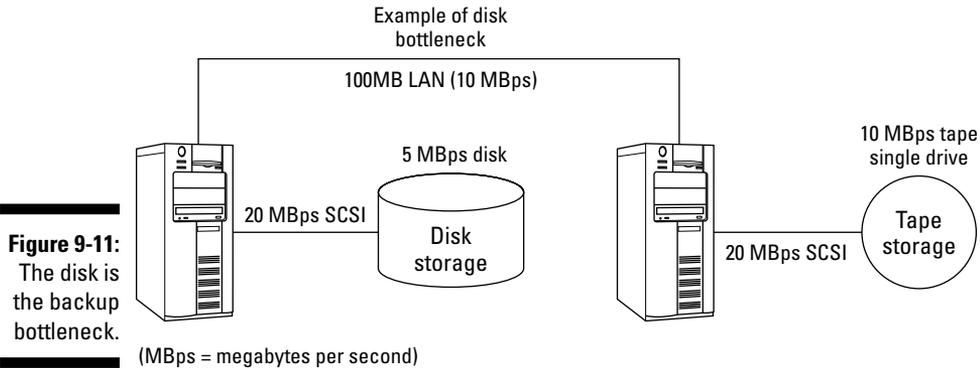 Example of disk
bottleneck
100MB LAN (10 MBps)
10 MBps tape
single drive
5 MBps disk
20 MBps SCSI
Disk
storage
20 MBps SCSI
Tape
storage
Figure 9-11:
The disk is
the backup
bottleneck.
(MBps = megabytes per second)